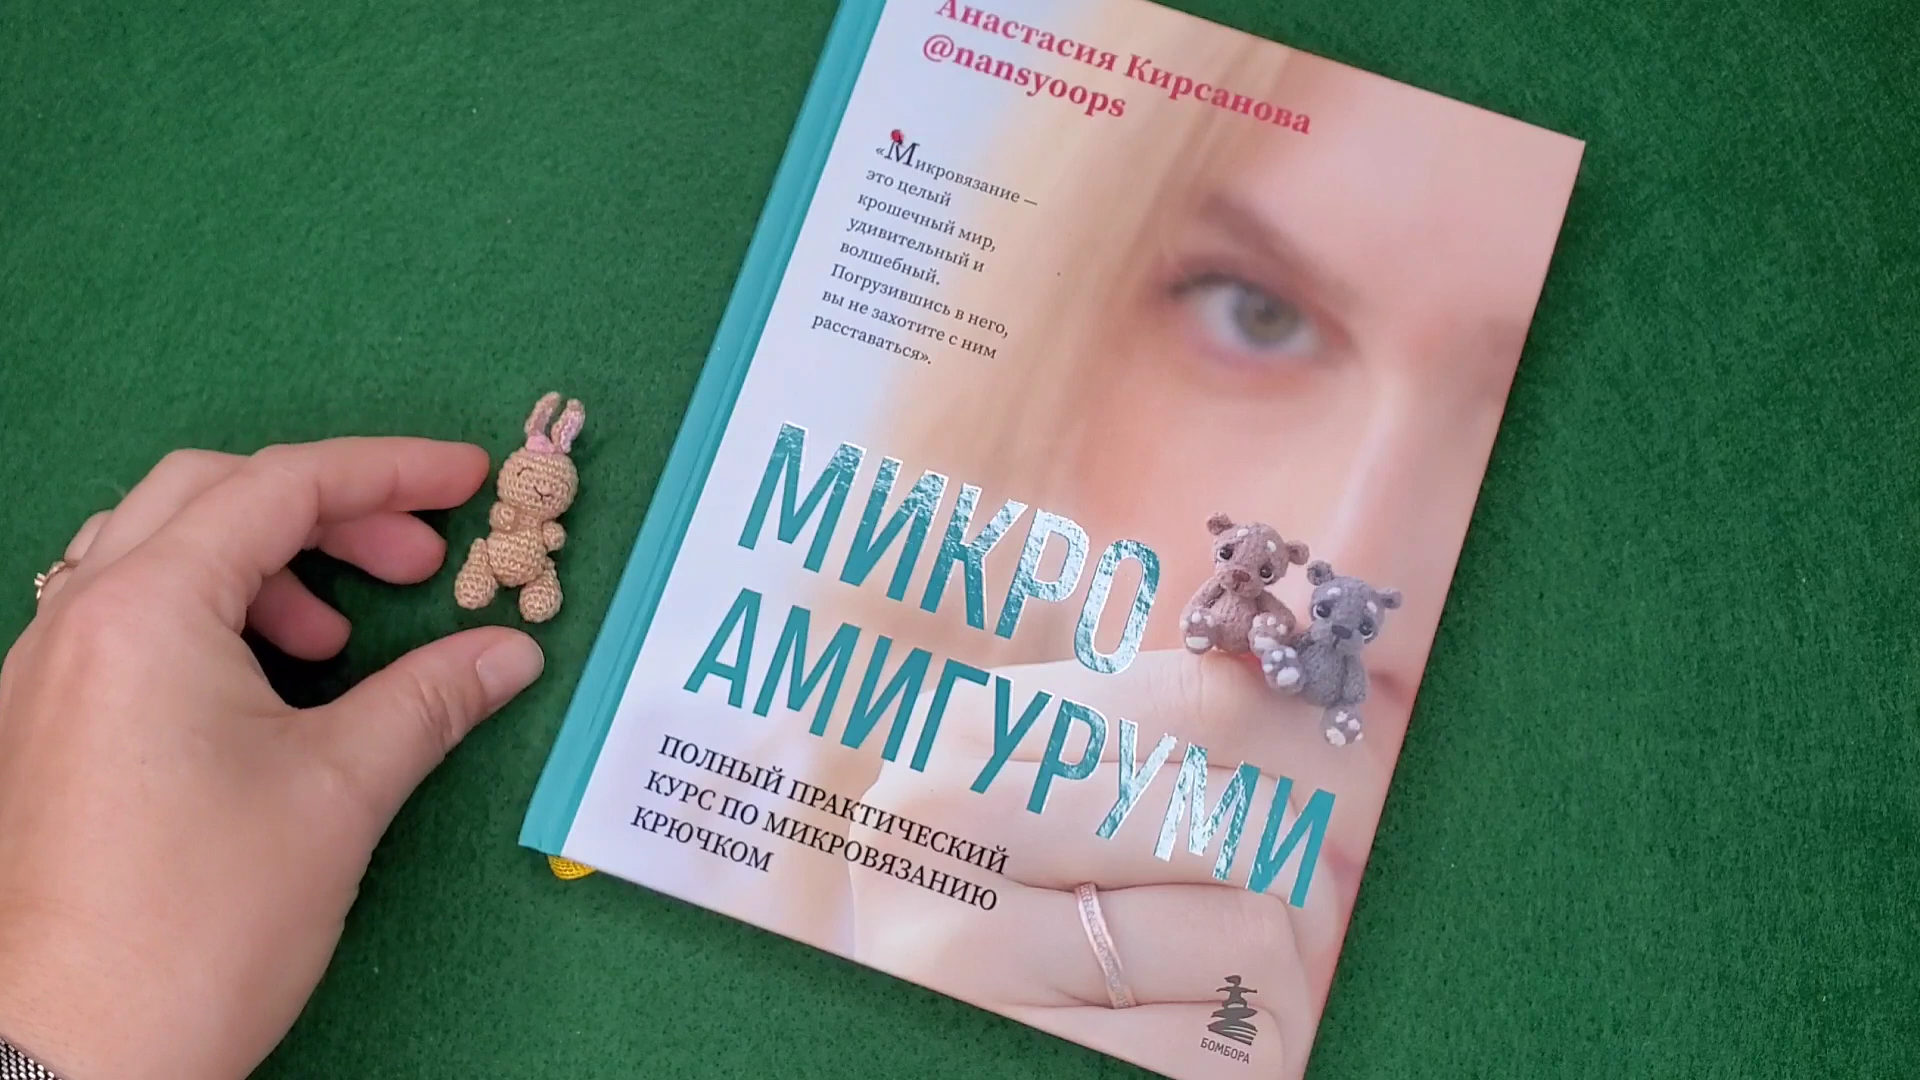 Анастасия Кирсанова
@nansyoops
«Микровязание —
это целый
крошечный мир,
удивительный и
волшебный.
Погрузившись в него,
вы не захотите с ним
расставаться».
МИКРО
АМИГУРУМИ
ПОЛНЫЙ ПРАКТИЧЕСКИЙ
КУРС ПО МИКРОВЯЗАНИЮ
КРЮЧКОМ
БОМБОРА